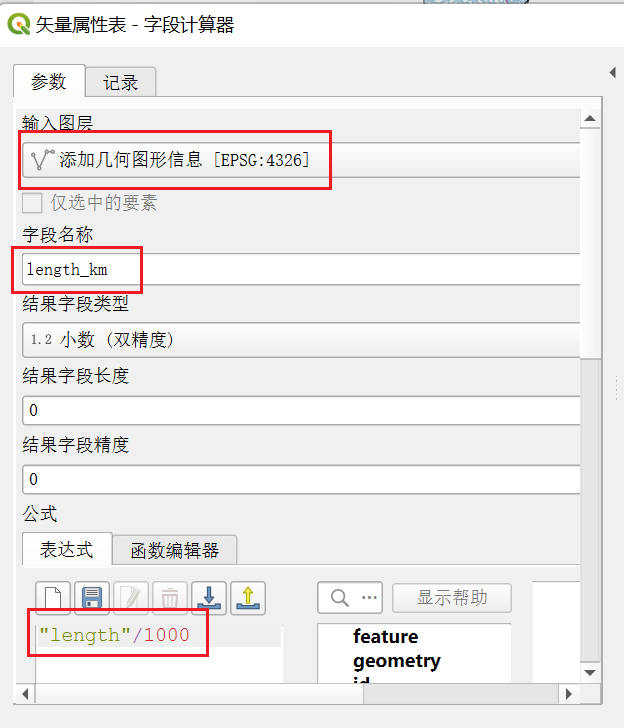 矢量属性表 - 字段计算器
参数 记录
输入图层
添加几何图形信息 [EPSG:4326]
仅选中的要素
字段名称
length_km
结果字段类型
1.2 小数 (双精度)
结果字段长度
0
结果字段精度
0
公式
表达式 函数编辑器
... 显示帮助
"length"/1000
feature
geometry